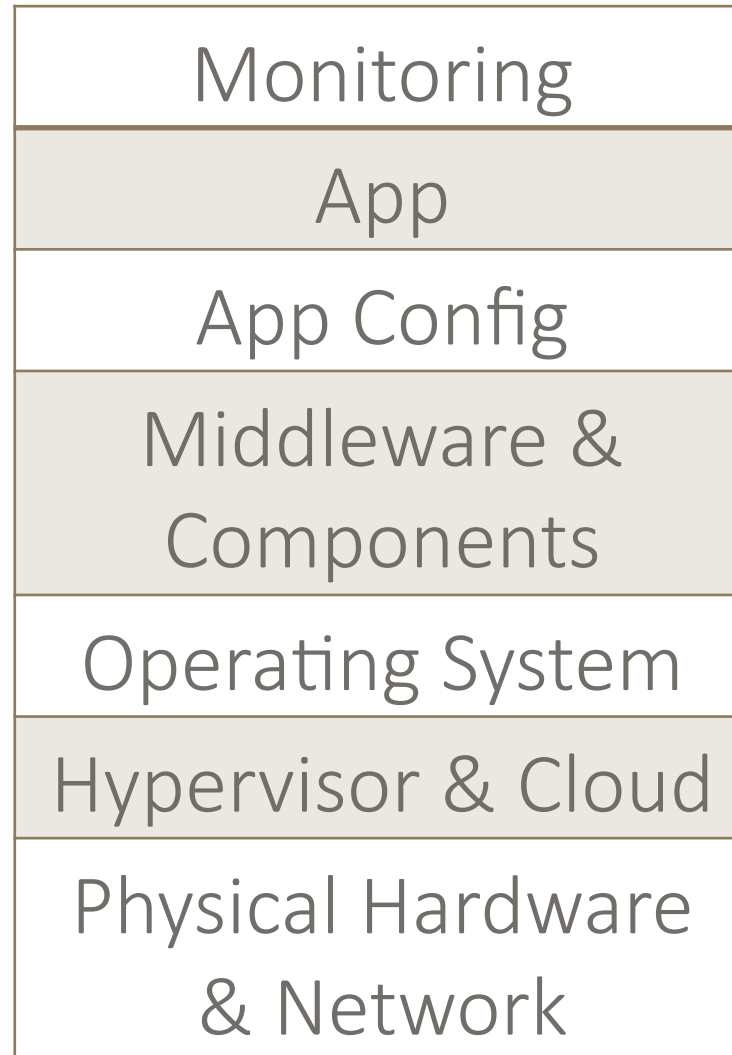 Monitoring
App
App Config
Middleware &
Components
Operating System
Hypervisor & Cloud
Physical Hardware
& Network